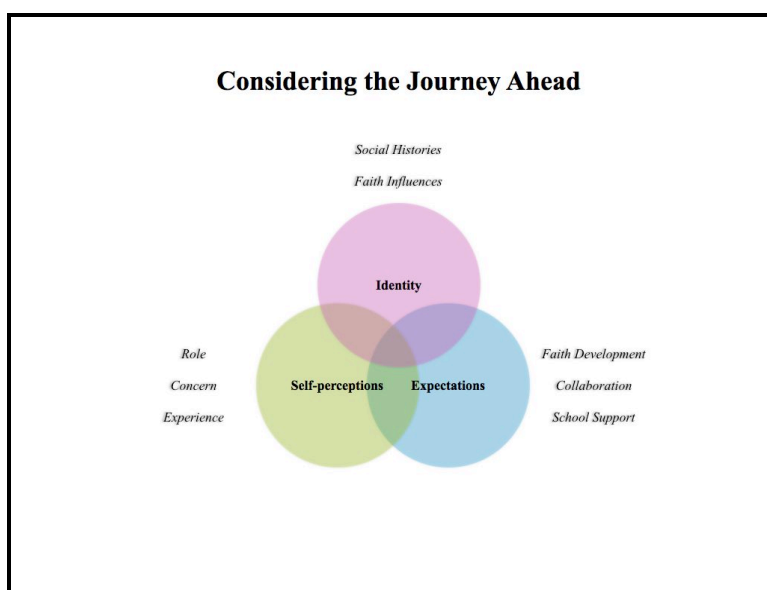 Considering the Journey Ahead
Social Histories
Faith Influences
Identity
Role
Concern
Experience
Self-perceptions
Expectations
Faith Development
Collaboration
School Support